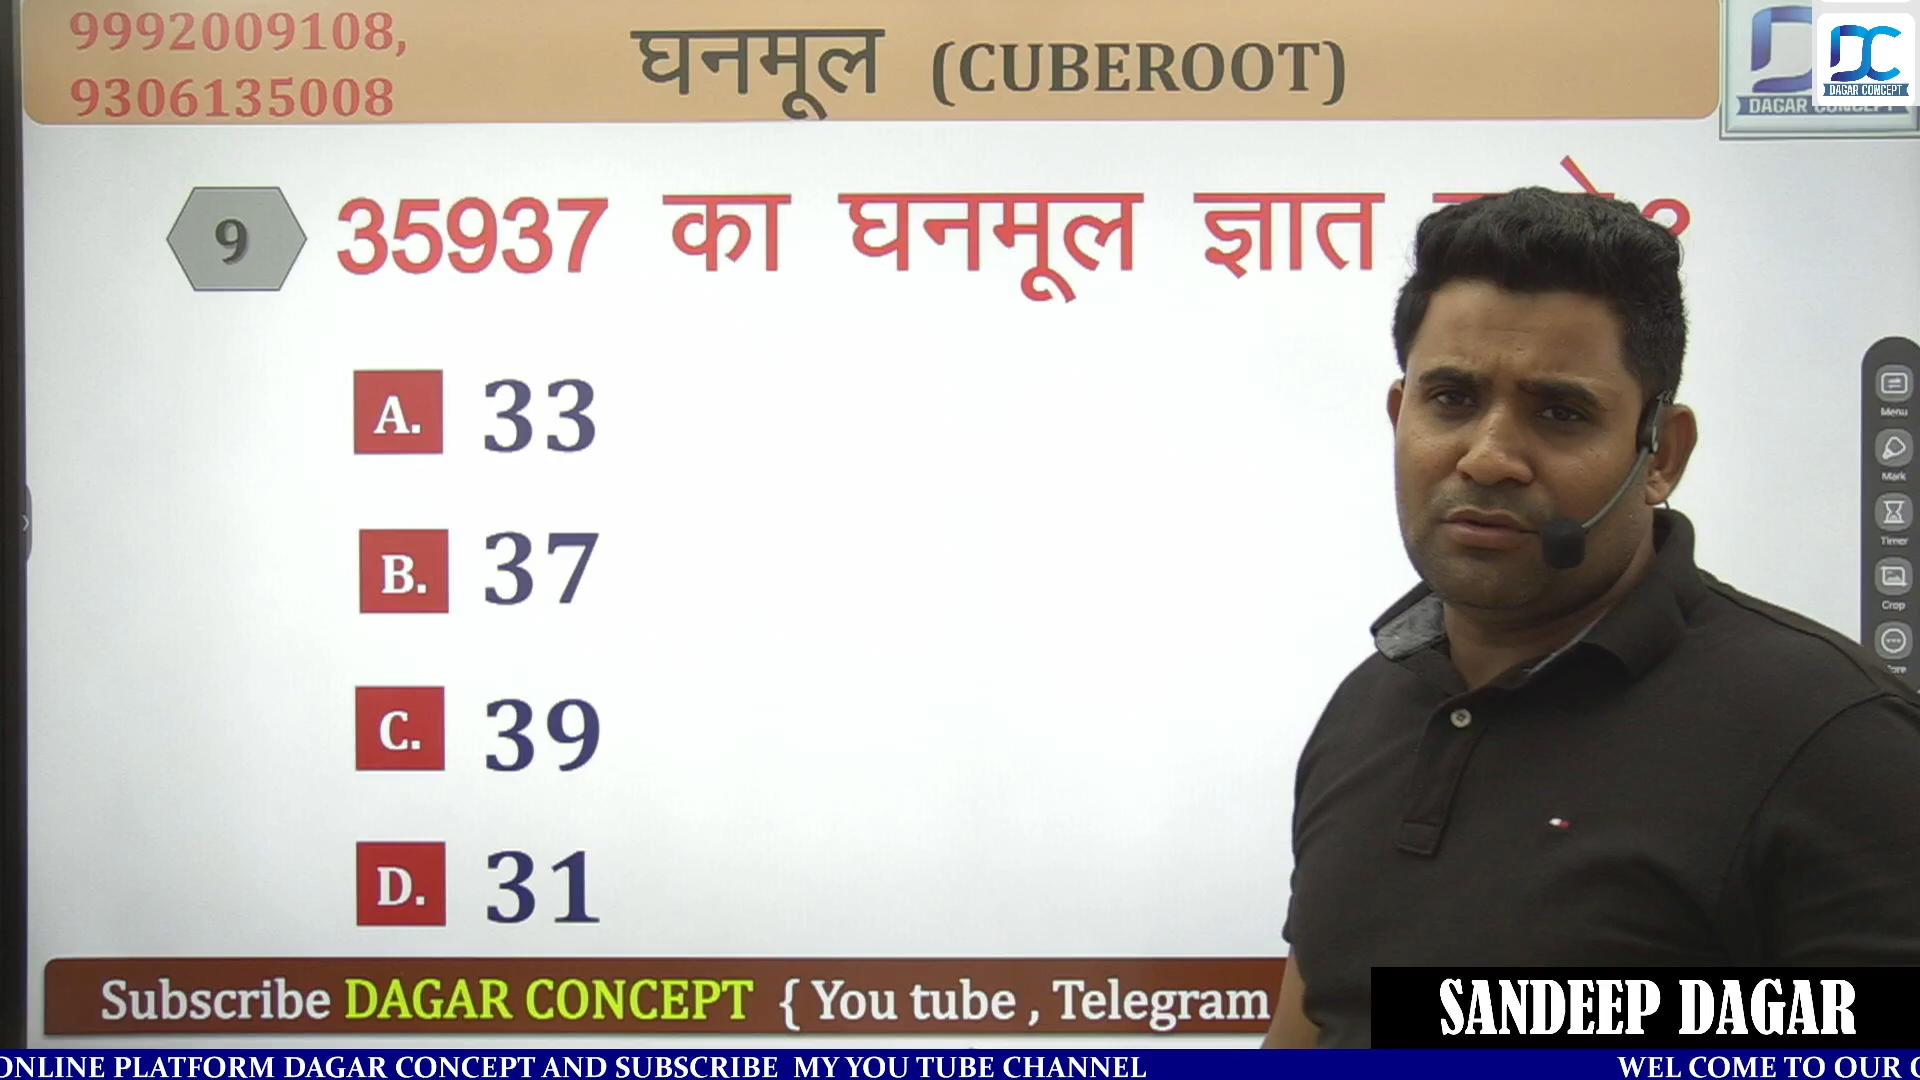 9992009108,
9306135008
घनमूल (CUBEROOT)
DC
DAGAR CONCEPT
9 35937 का घनमूल ज्ञात
A. 33
B. 37
C. 39
D. 31
Menu
Mark
Timer
Crop
Subscribe DAGAR CONCEPT { You tube , Telegram
SANDEEP DAGAR
ONLINE PLATFORM DAGAR CONCEPT AND SUBSCRIBE MY YOU TUBE CHANNEL WEL COME TO OUR